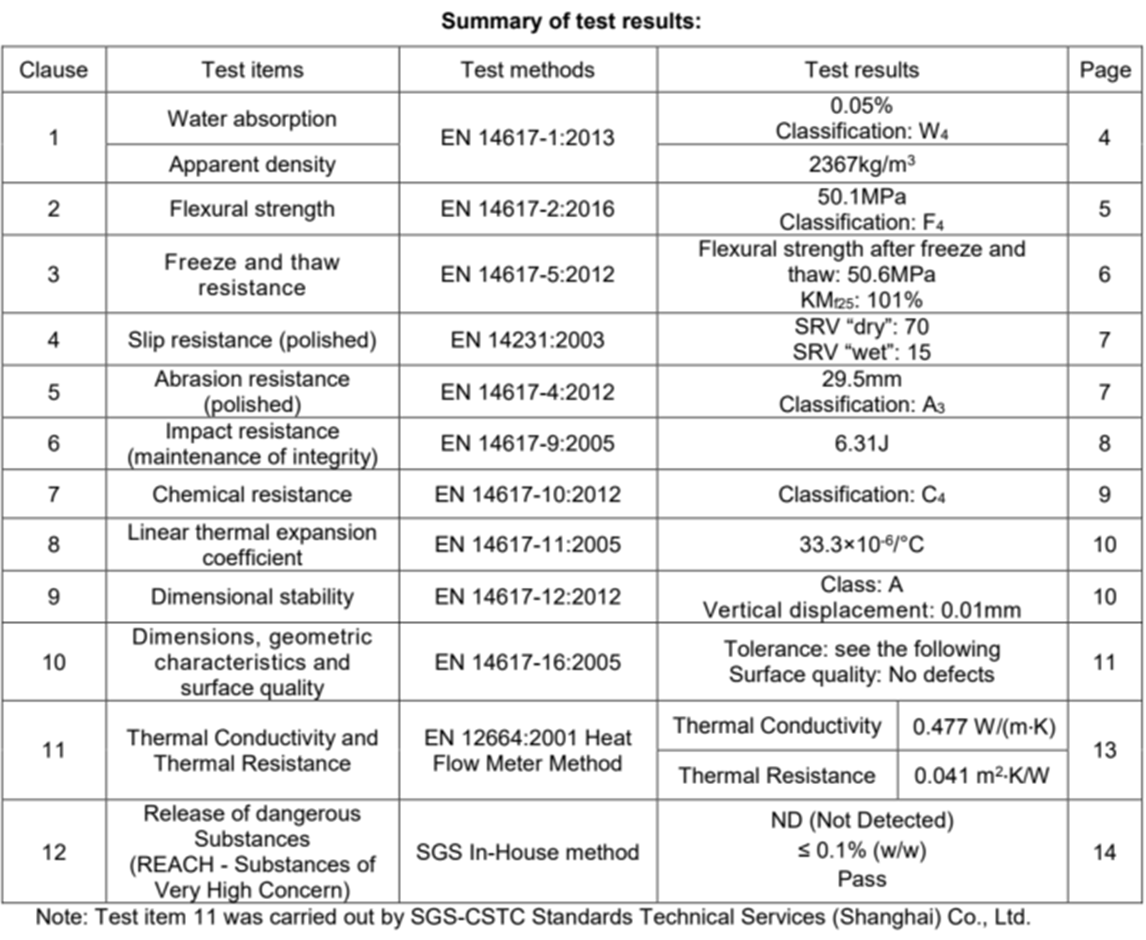 Summary of test results:
Clause Test items Test methods Test results Page
1 Water absorption EN 14617-1:2013 0.05%
Classification: W4 4
Apparent density 2367kg/m³
2 Flexural strength EN 14617-2:2016 50.1MPa
Classification: F4 5
3 Freeze and thaw
resistance EN 14617-5:2012 Flexural strength after freeze and
thaw: 50.6MPa
KMf25: 101% 6
4 Slip resistance (polished) EN 14231:2003 SRV “dry”: 70
SRV “wet”: 15 7
5 Abrasion resistance
(polished) EN 14617-4:2012 29.5mm
Classification: A3 7
6 Impact resistance
(maintenance of integrity) EN 14617-9:2005 6.31J 8
7 Chemical resistance EN 14617-10:2012 Classification: C4 9
8 Linear thermal expansion
coefficient EN 14617-11:2005 33.3×10⁻⁶/°C 10
9 Dimensional stability EN 14617-12:2012 Class: A
Vertical displacement: 0.01mm 10
10 Dimensions, geometric
characteristics and
surface quality EN 14617-16:2005 Tolerance: see the following
Surface quality: No defects 11
11 Thermal Conductivity and
Thermal Resistance EN 12664:2001 Heat
Flow Meter Method Thermal Conductivity 0.477 W/(m·K)
Thermal Resistance 0.041 m²·K/W 13
12 Release of dangerous
Substances
(REACH - Substances of
Very High Concern) SGS In-House method ND (Not Detected)
≤ 0.1% (w/w)
Pass 14
Note: Test item 11 was carried out by SGS-CSTC Standards Technical Services (Shanghai) Co., Ltd.